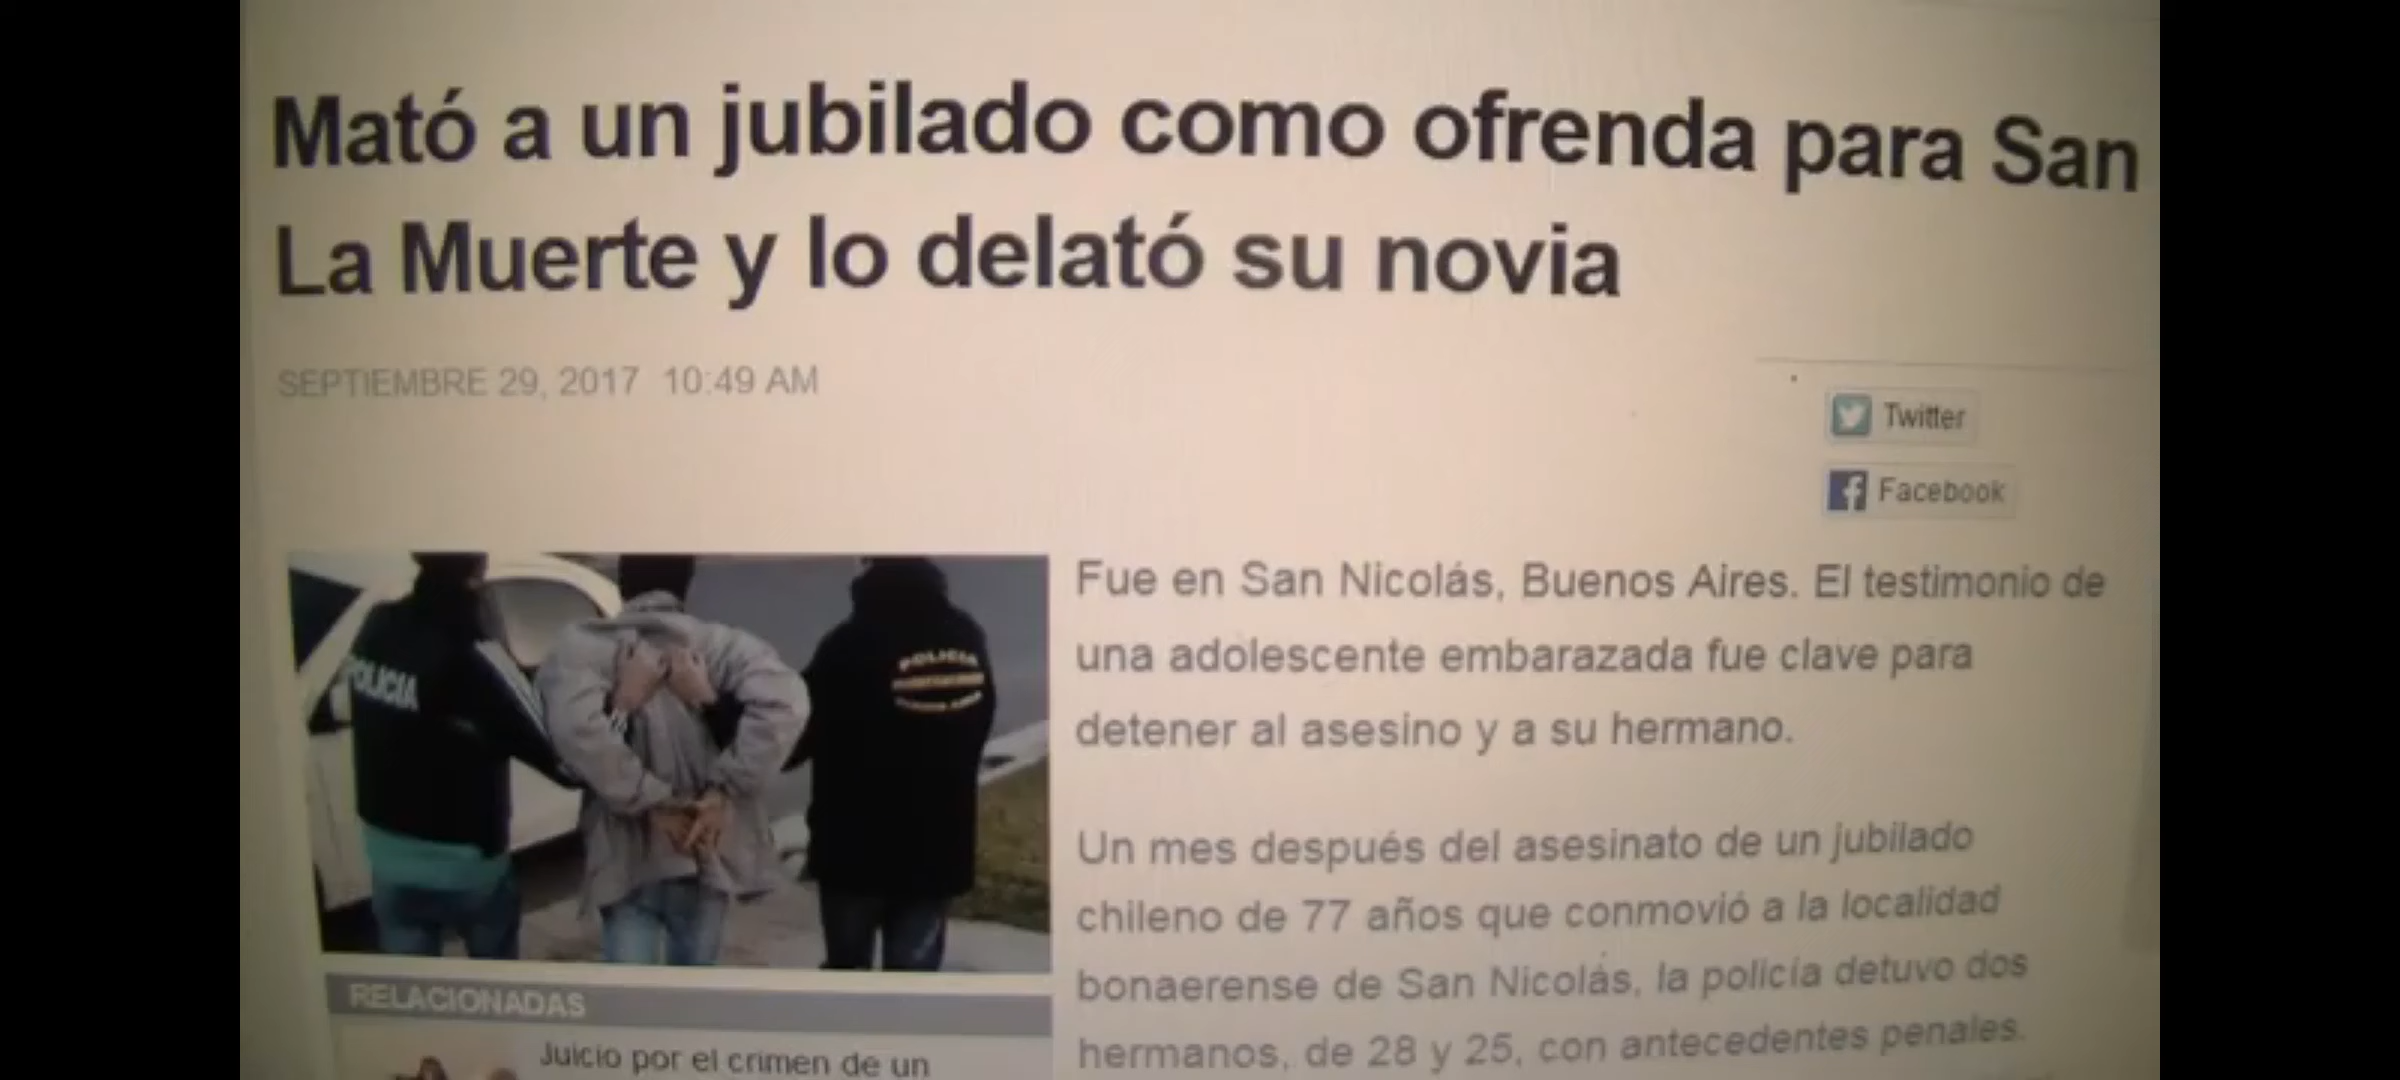 Mató a un jubilado como ofrenda para San
La Muerte y lo delató su novia
SEPTIEMBRE 29, 2017 10:49 AM
Twitter
Facebook
Fue en San Nicolás, Buenos Aires. El testimonio de
una adolescente embarazada fue clave para
detener al asesino y a su hermano.
Un mes después del asesinato de un jubilado
chileno de 77 años que conmovió a la localidad
bonaerense de San Nicolás, la policía detuvo dos
hermanos, de 28 y 25, con antecedentes penales.
POLICIA
POLICIA
RELACIONADAS
Juicio por el crimen de un